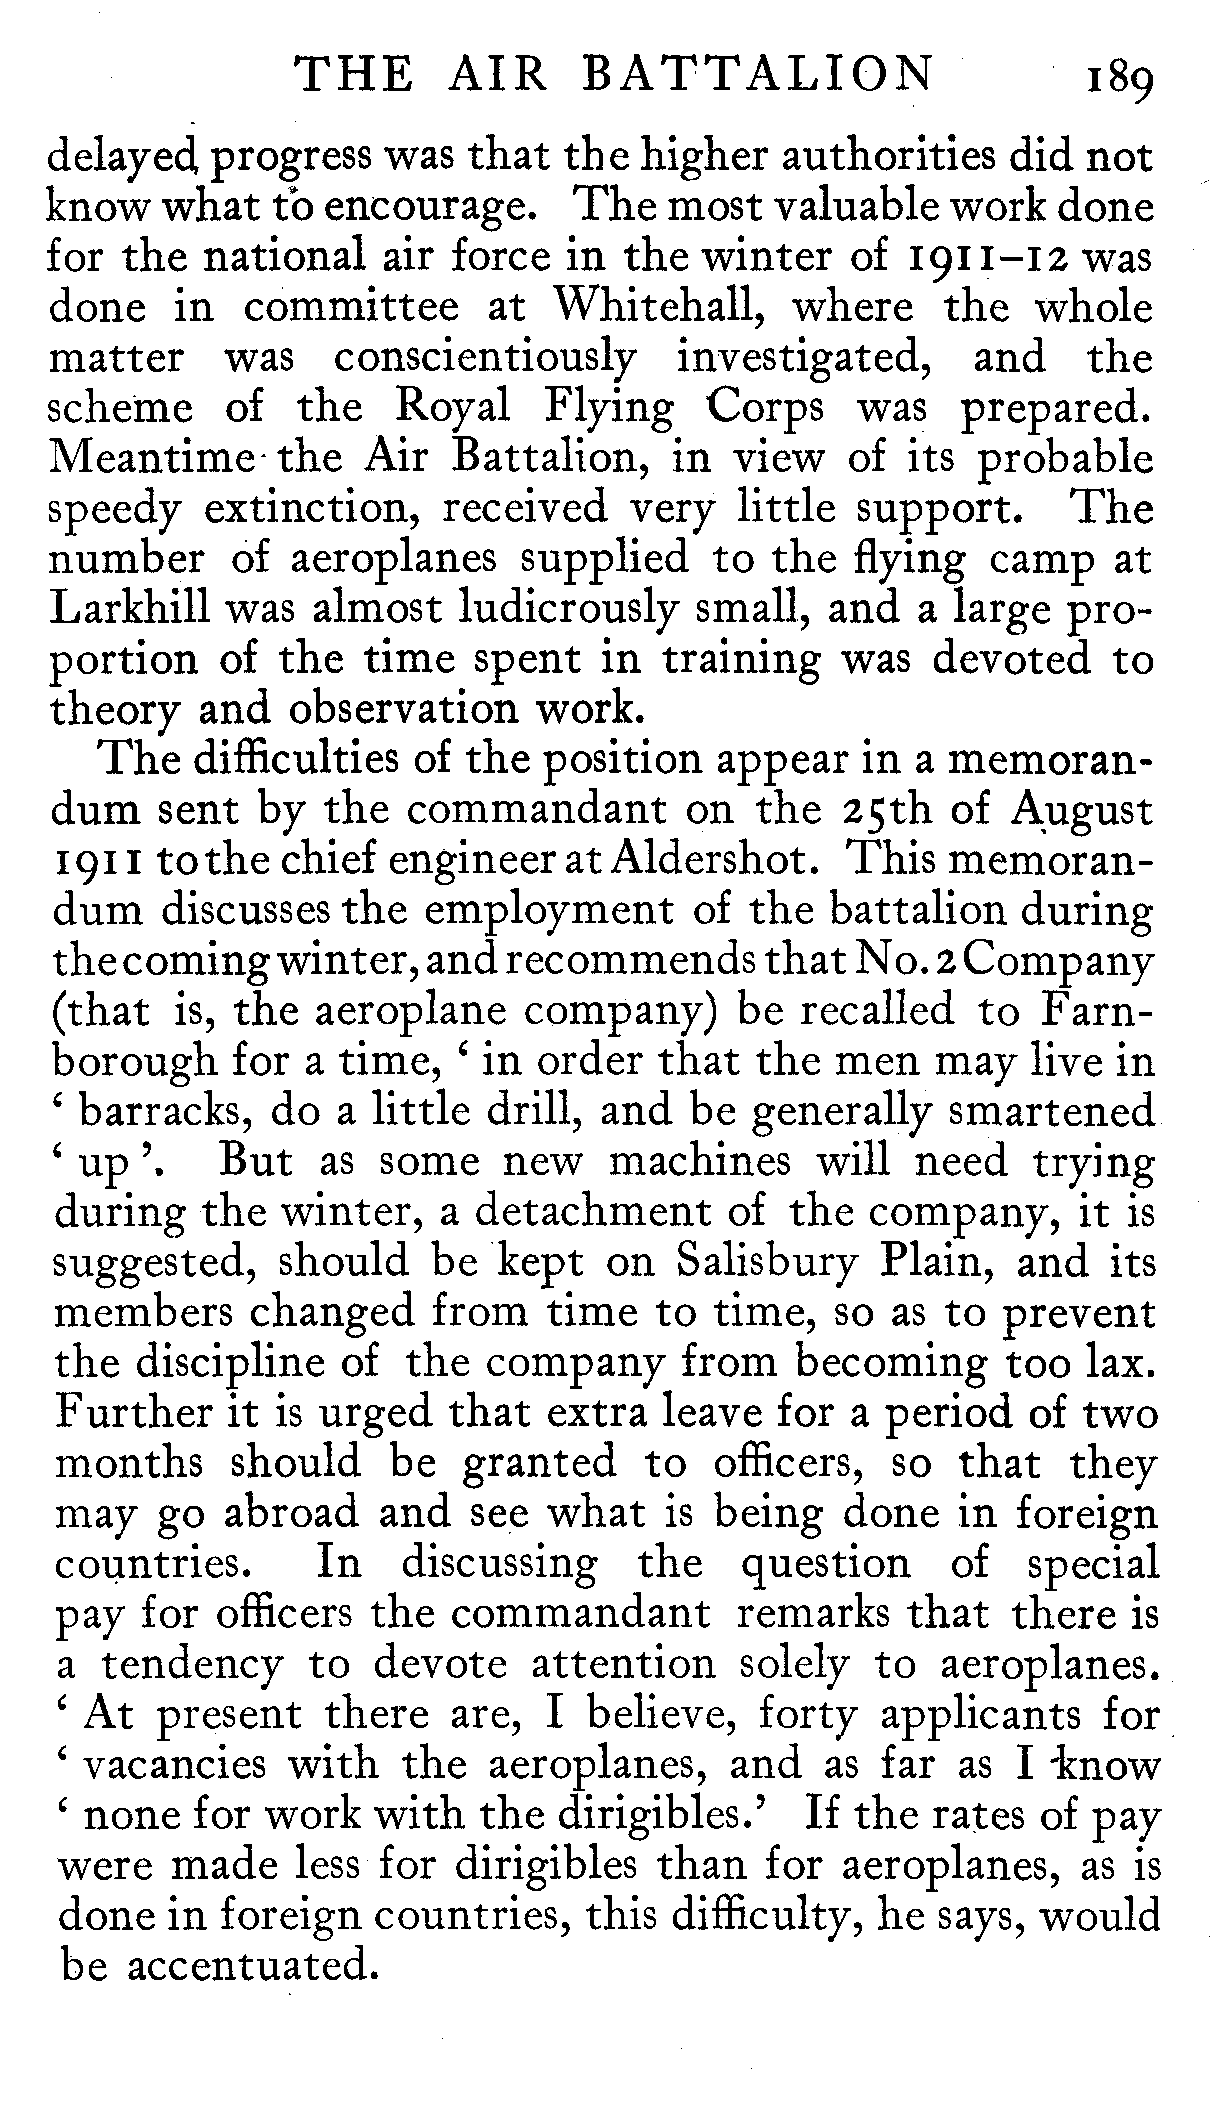 THE AIR BATTALION 189
delayed progress was that the higher authorities did not
know what to encourage. The most valuable work done
for the national air force in the winter of 1911–12 was
done in committee at Whitehall, where the whole
matter was conscientiously investigated, and the
scheme of the Royal Flying Corps was prepared.
Meantime the Air Battalion, in view of its probable
speedy extinction, received very little support. The
number of aeroplanes supplied to the flying camp at
Larkhill was almost ludicrously small, and a large pro-
portion of the time spent in training was devoted to
theory and observation work.
The difficulties of the position appear in a memoran-
dum sent by the commandant on the 25th of August
1911 to the chief engineer at Aldershot. This memoran-
dum discusses the employment of the battalion during
the coming winter, and recommends that No. 2 Company
(that is, the aeroplane company) be recalled to Farn-
borough for a time, ‘ in order that the men may live in
‘ barracks, do a little drill, and be generally smartened
‘ up ’. But as some new machines will need trying
during the winter, a detachment of the company, it is
suggested, should be kept on Salisbury Plain, and its
members changed from time to time, so as to prevent
the discipline of the company from becoming too lax.
Further it is urged that extra leave for a period of two
months should be granted to officers, so that they
may go abroad and see what is being done in foreign
countries. In discussing the question of special
pay for officers the commandant remarks that there is
a tendency to devote attention solely to aeroplanes.
‘ At present there are, I believe, forty applicants for
‘ vacancies with the aeroplanes, and as far as I know
‘ none for work with the dirigibles.’ If the rates of pay
were made less for dirigibles than for aeroplanes, as is
done in foreign countries, this difficulty, he says, would
be accentuated.